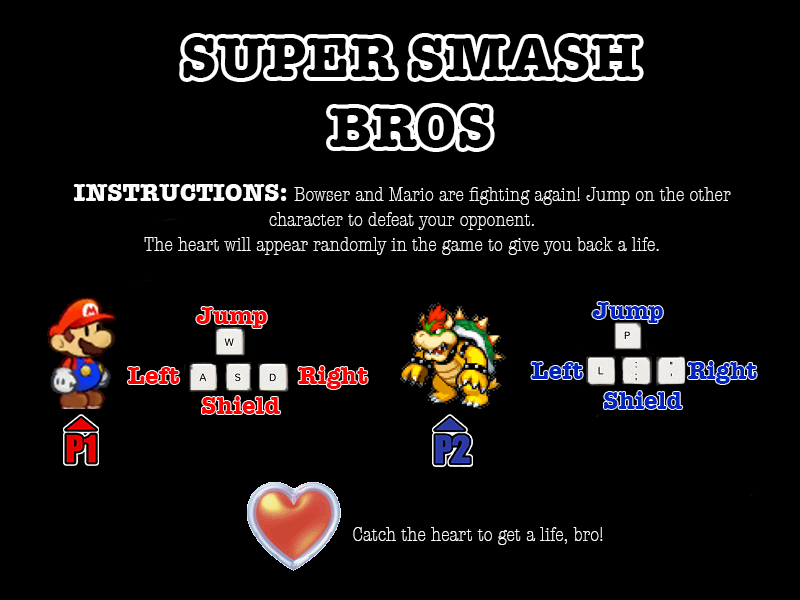 SUPER SMASH
BROS
INSTRUCTIONS: Bowser and Mario are fighting again! Jump on the other
character to defeat your opponent.
The heart will appear randomly in the game to give you back a life.
Jump
W
Left A S D Right
Shield
P1
Jump
P
Left L : ; ' Right
Shield
P2
Catch the heart to get a life, bro!